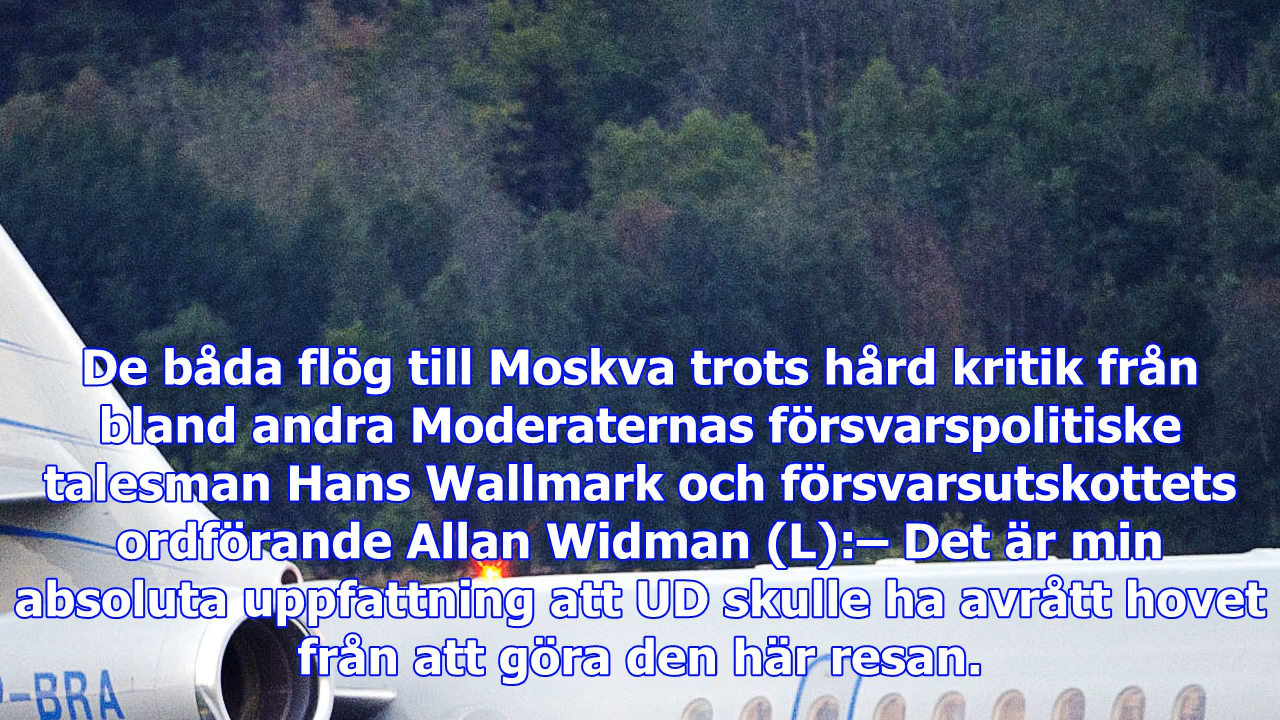 De båda flög till Moskva trots hård kritik från
bland andra Moderaternas försvarspolitiske
talesman Hans Wallmark och försvarsutskottets
ordförande Allan Widman (L):– Det är min
absoluta uppfattning att UD skulle ha avrått hovet
från att göra den här resan.
-BRA